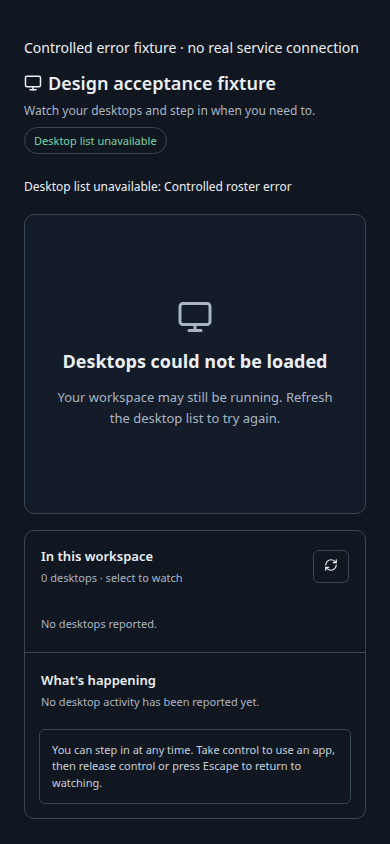 Controlled error fixture · no real service connection
Design acceptance fixture
Watch your desktops and step in when you need to.
Desktop list unavailable
Desktop list unavailable: Controlled roster error
Desktops could not be loaded
Your workspace may still be running. Refresh
the desktop list to try again.
In this workspace
0 desktops · select to watch
No desktops reported.
What's happening
No desktop activity has been reported yet.
You can step in at any time. Take control to use an app,
then release control or press Escape to return to
watching.